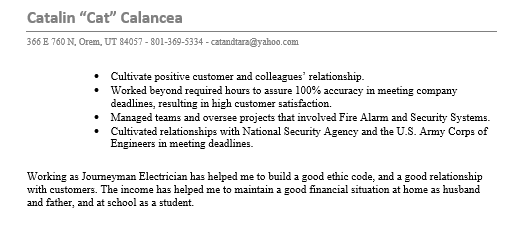 Catalin “Cat” Calancea
366 E 760 N, Orem, UT 84057 - 801-369-5334 - catandtara@yahoo.com
• Cultivate positive customer and colleagues’ relationship.
• Worked beyond required hours to assure 100% accuracy in meeting company
deadlines, resulting in high customer satisfaction.
• Managed teams and oversee projects that involved Fire Alarm and Security Systems.
• Cultivated relationships with National Security Agency and the U.S. Army Corps of
Engineers in meeting deadlines.
Working as Journeyman Electrician has helped me to build a good ethic code, and a good relationship
with customers. The income has helped me to maintain a good financial situation at home as husband
and father, and at school as a student.